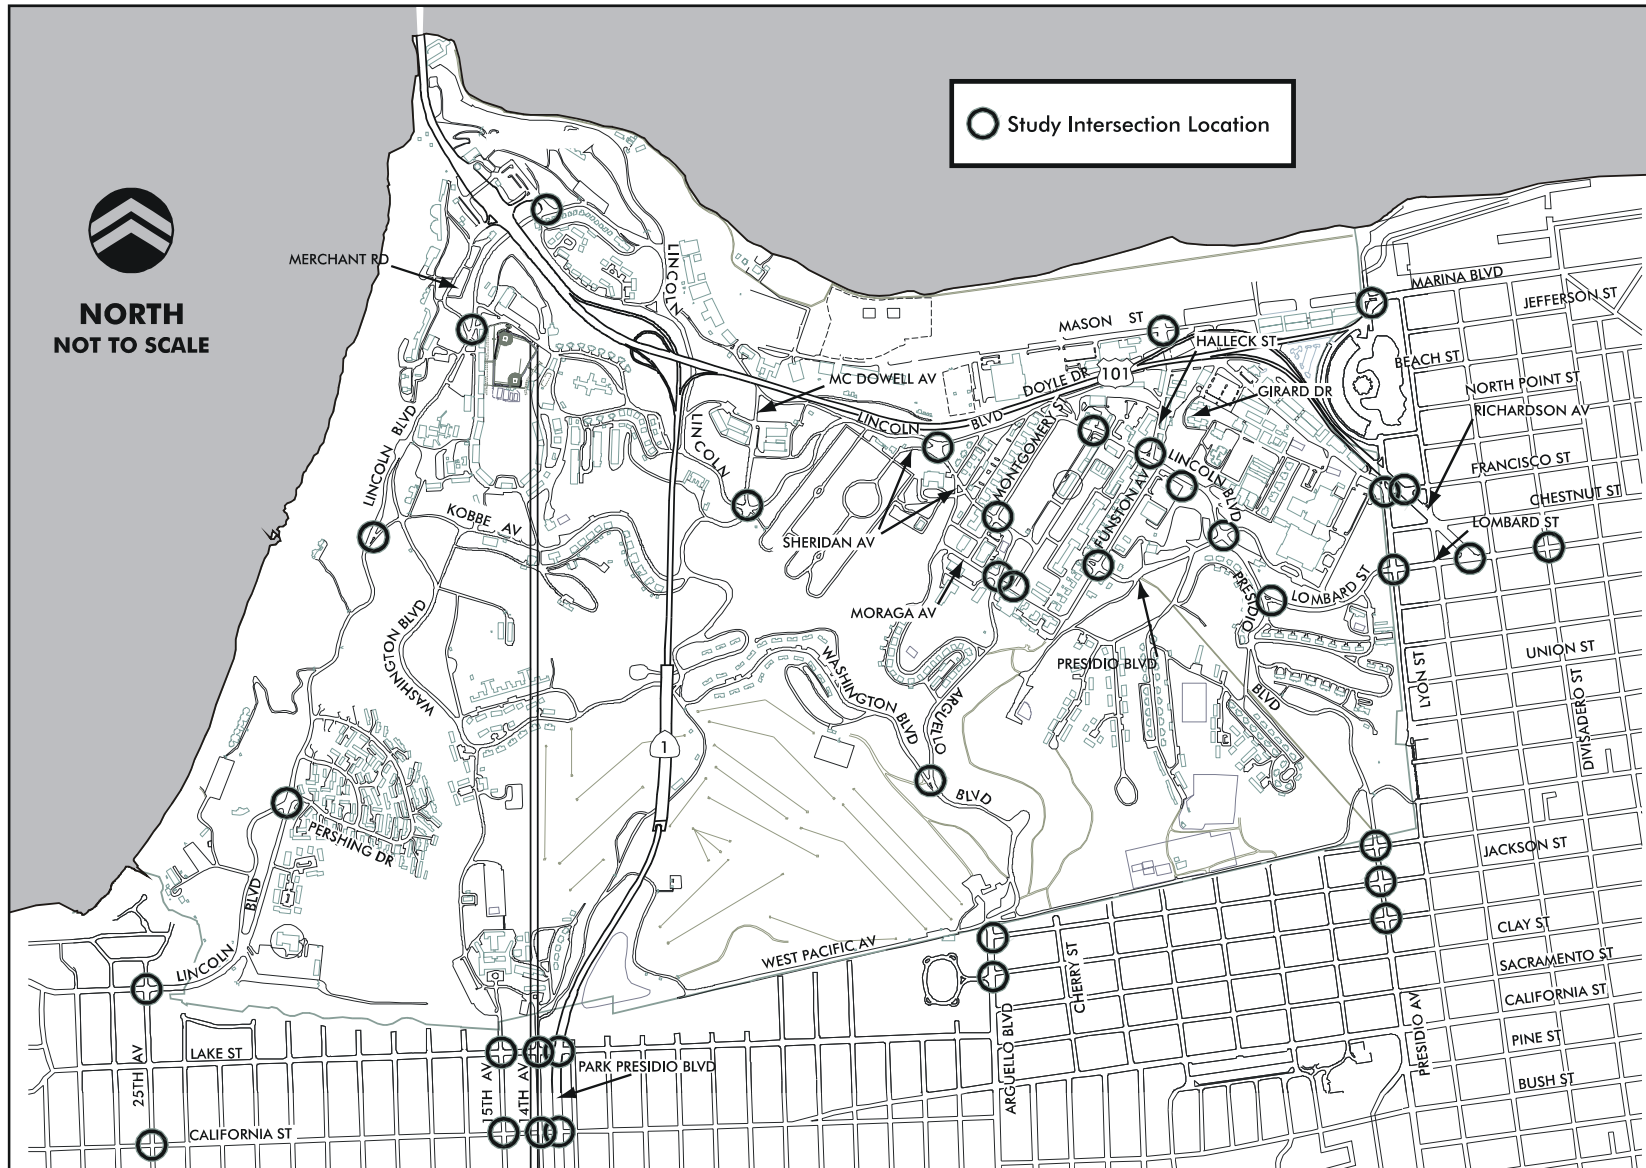 Study Intersection Location
NORTH
NOT TO SCALE
MERCHANT RD
LINCOLN
MARINA BLVD
JEFFERSON ST
MASON ST
HALLECK ST
BEACH ST
101
DOYLE DR
MC DOWELL AV
GIRARD DR
NORTH POINT ST
RICHARDSON AV
LINCOLN BLVD
LINCOLN
LINCOLN BLVD
MONTGOMERY ST
LINCOLN BLVD
FRANCISCO ST
CHESTNUT ST
KOBBE AV
SHERIDAN AV
FUNSTON AV
LOMBARD ST
MORAGA AV
LOMBARD ST
PRESIDIO
BLVD
WASHINGTON BLVD
PRESIDIO BLVD
UNION ST
LYON ST
DIVISADERO ST
WASHINGTON BLVD
ARGUELLO
BLVD
1
PERSHING DR
JACKSON ST
LINCOLN
BLVD
WEST PACIFIC AV
CHERRY ST
CLAY ST
SACRAMENTO ST
CALIFORNIA ST
PINE ST
BUSH ST
PRESIDIO AV
ARGUELLO BLVD
LAKE ST
25TH AV
15TH AV
14TH AV
PARK PRESIDIO BLVD
CALIFORNIA ST